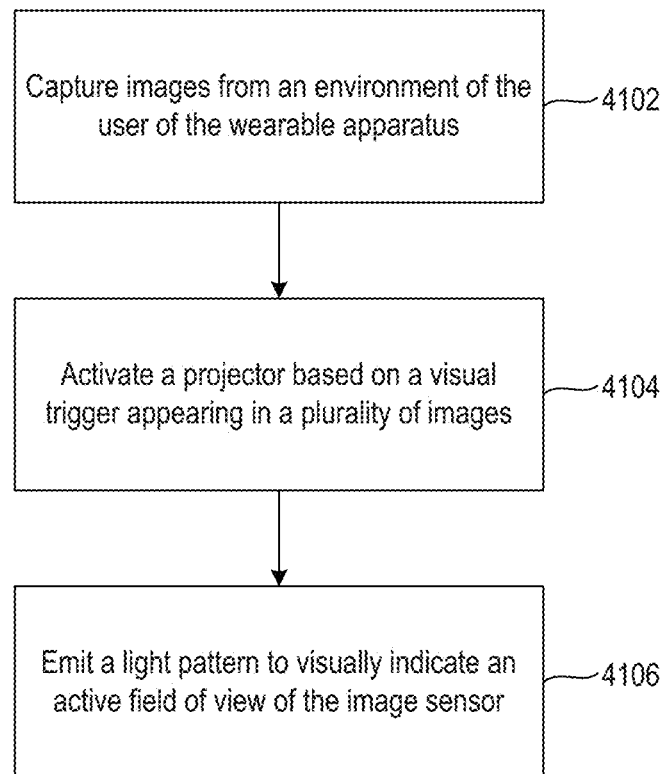 Capture images from an environment of the
user of the wearable apparatus
4102
Activate a projector based on a visual
trigger appearing in a plurality of images
4104
Emit a light pattern to visually indicate an
active field of view of the image sensor
4106